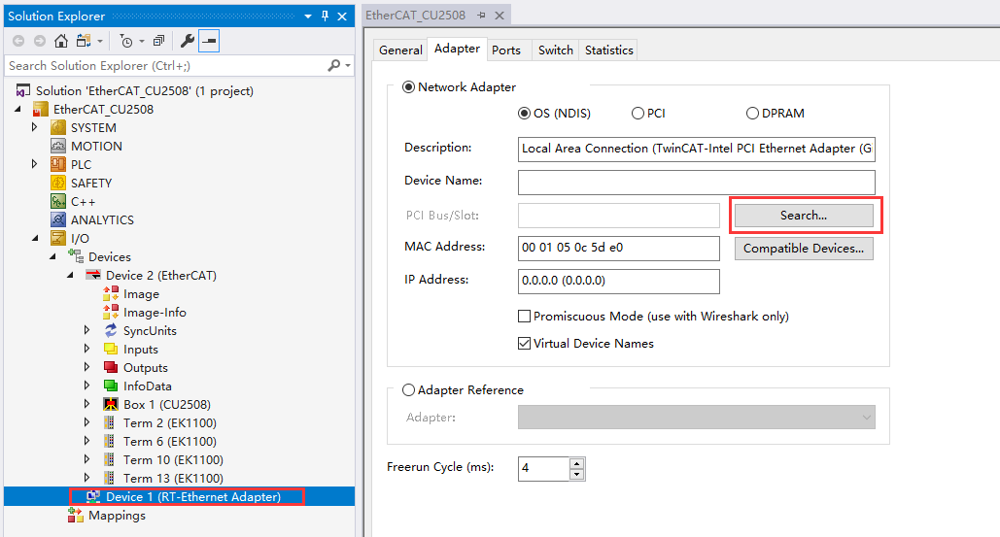 Solution Explorer
Search Solution Explorer (Ctrl+;)
Solution 'EtherCAT_CU2508' (1 project)
EtherCAT_CU2508
SYSTEM
MOTION
PLC
SAFETY
C++
ANALYTICS
I/O
Devices
Device 2 (EtherCAT)
Image
Image-Info
SyncUnits
Inputs
Outputs
InfoData
Box 1 (CU2508)
Term 2 (EK1100)
Term 6 (EK1100)
Term 10 (EK1100)
Term 13 (EK1100)
Device 1 (RT-Ethernet Adapter)
Mappings
EtherCAT_CU2508
General Adapter Ports Switch Statistics
Network Adapter
OS (NDIS) PCI DPRAM
Description: Local Area Connection (TwinCAT-Intel PCI Ethernet Adapter (G
Device Name:
PCI Bus/Slot: Search...
MAC Address: 00 01 05 0c 5d e0 Compatible Devices...
IP Address: 0.0.0.0 (0.0.0.0)
Promiscuous Mode (use with Wireshark only)
Virtual Device Names
Adapter Reference
Adapter:
Freerun Cycle (ms): 4